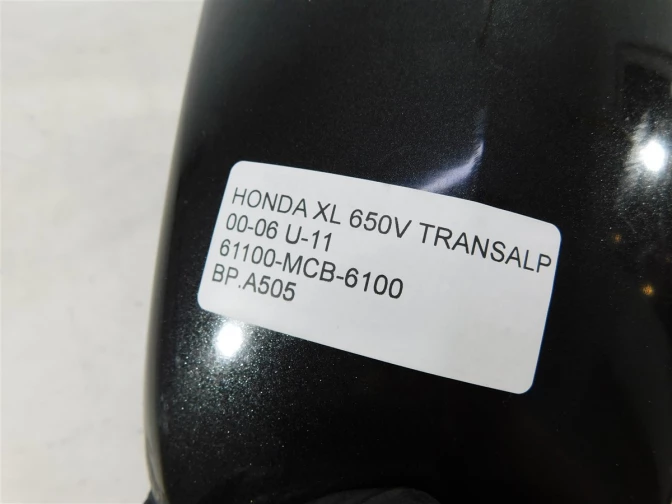 HONDA XL 650V TRANSALP
00-06 U-11
61100-MCB-6100
BP.A505